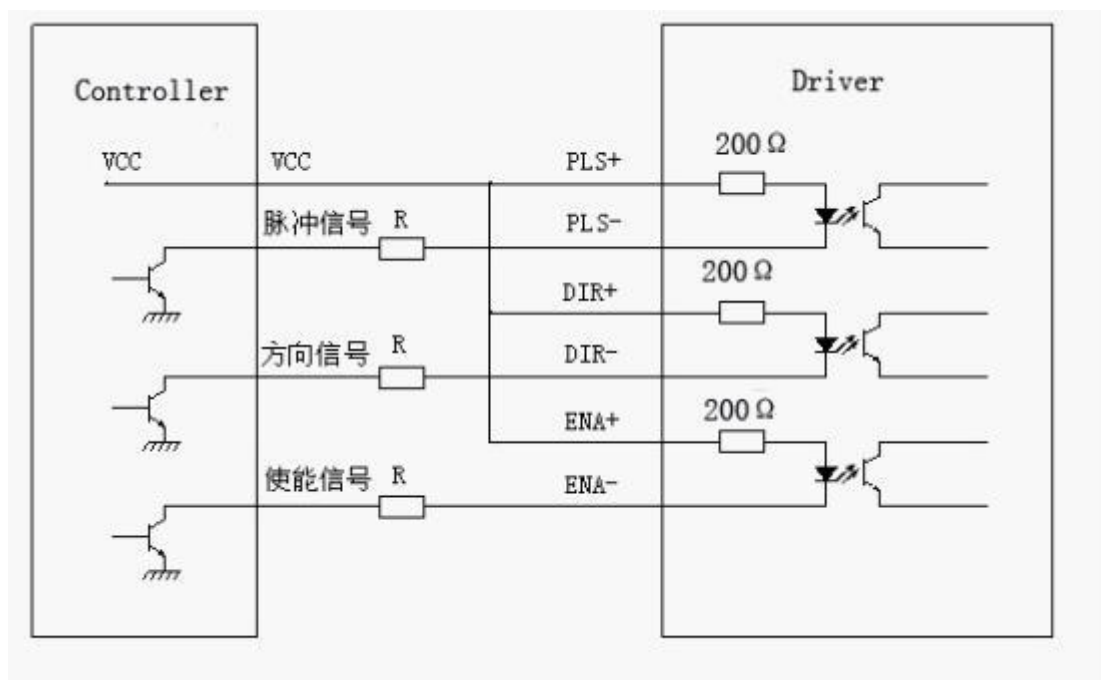 Controller
Driver
200Ω
VCC VCC PLS+
脉冲信号 R PLS-
200Ω
DIR+
方向信号 R DIR-
200Ω
ENA+
使能信号 R ENA-